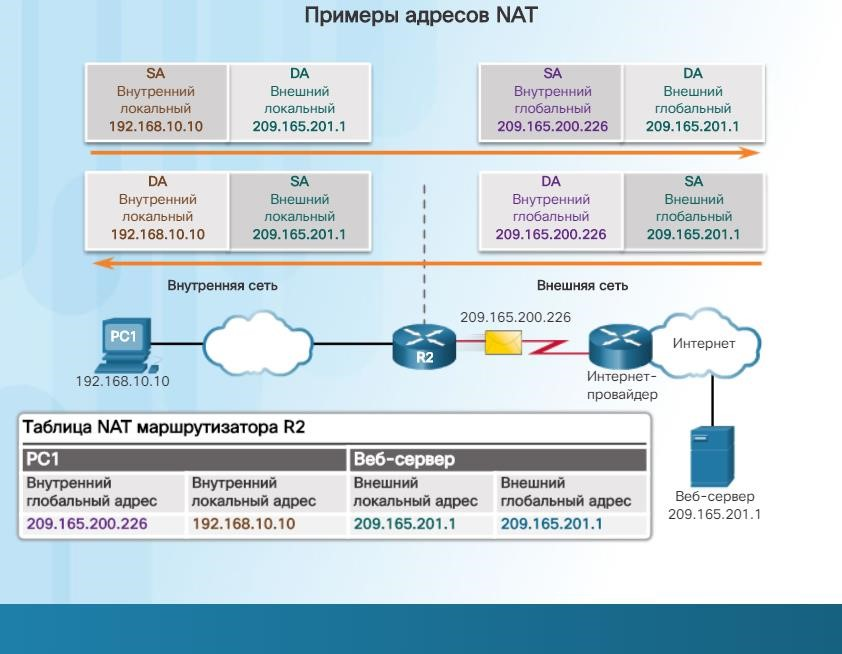 Примеры адресов NAT
SA
Внутренний
локальный
192.168.10.10
DA
Внешний
локальный
209.165.201.1
SA
Внутренний
глобальный
209.165.200.226
DA
Внешний
глобальный
209.165.201.1
DA
Внутренний
локальный
192.168.10.10
SA
Внешний
локальный
209.165.201.1
DA
Внутренний
глобальный
209.165.200.226
SA
Внешний
глобальный
209.165.201.1
Внутренняя сеть
Внешняя сеть
PC1
192.168.10.10
R2
209.165.200.226
Интернет-
провайдер
Интернет
Веб-сервер
209.165.201.1
Таблица NAT маршрутизатора R2
PC1
Веб-сервер
Внутренний
глобальный адрес
Внутренний
локальный адрес
Внешний
локальный адрес
Внешний
глобальный адрес
209.165.200.226
192.168.10.10
209.165.201.1
209.165.201.1